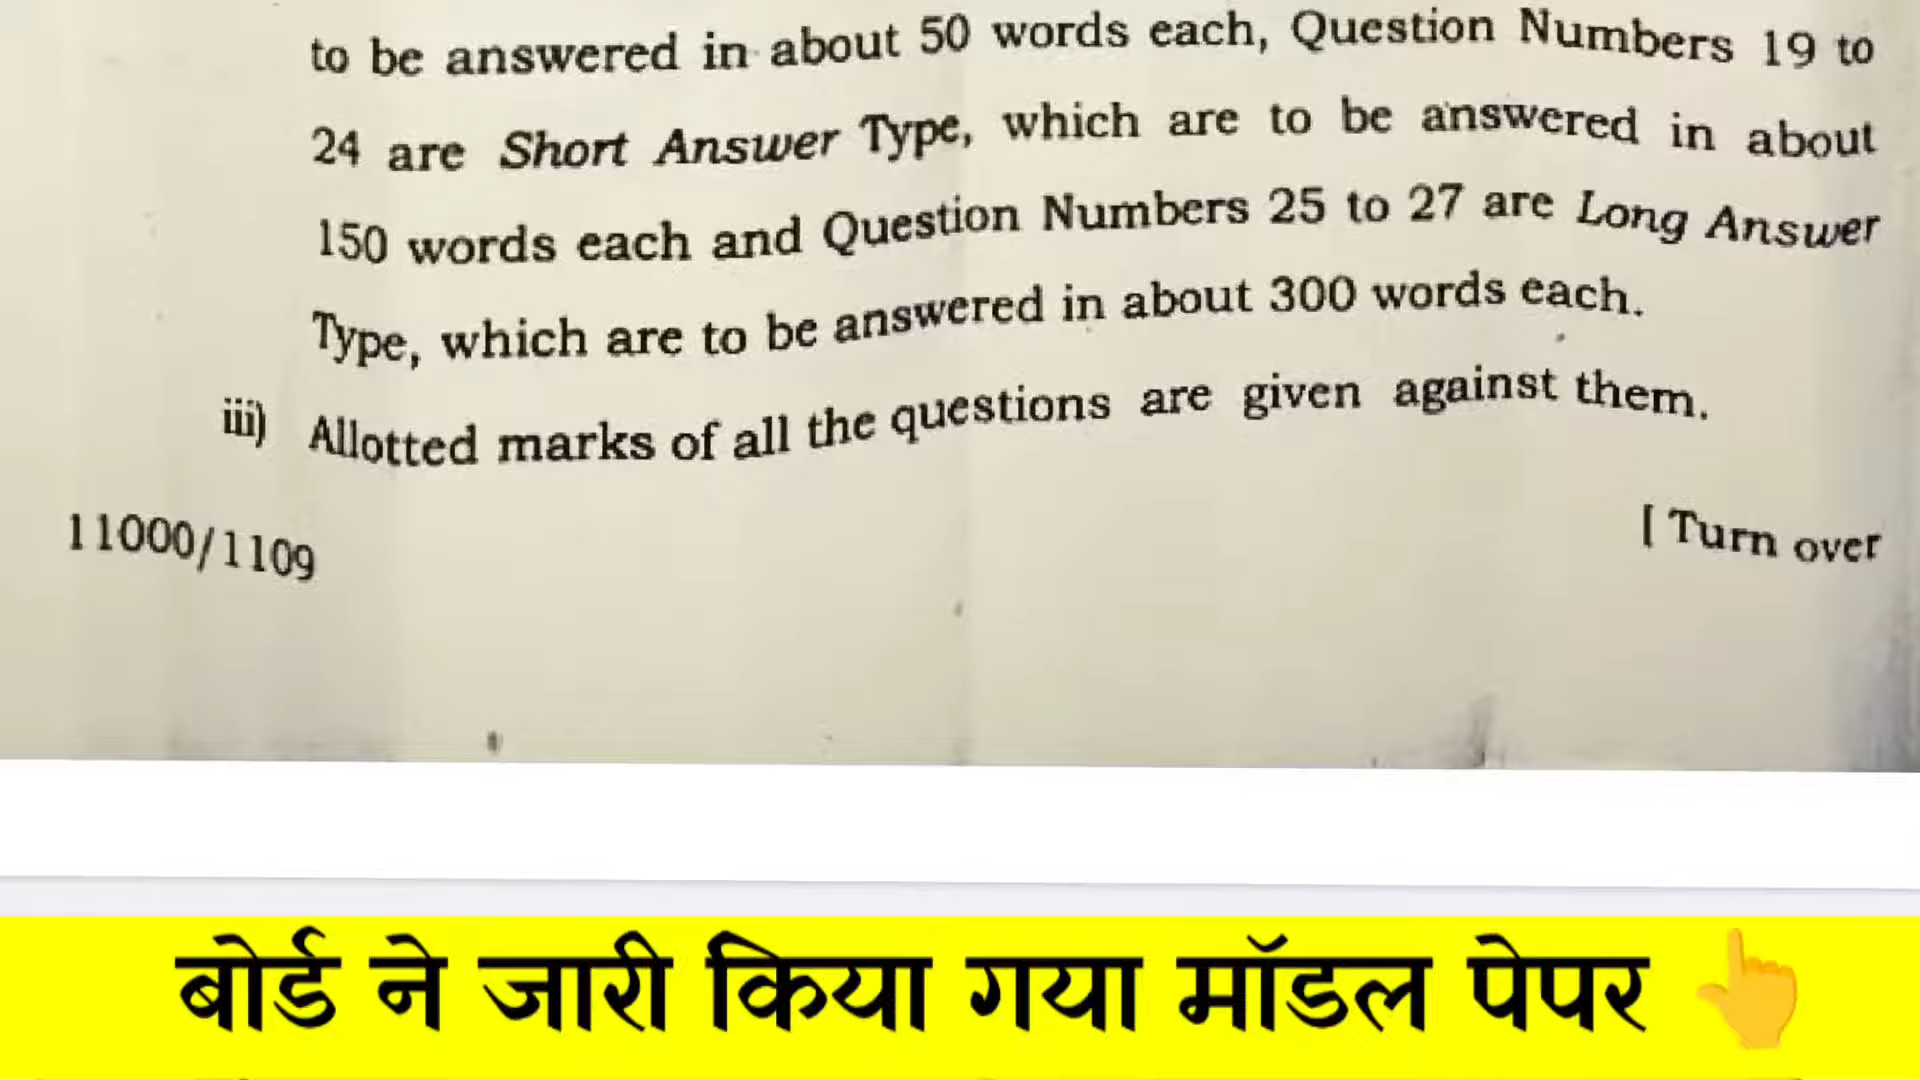 to be answered in about 50 words each, Question Numbers 19 to
24 are Short Answer Type, which are to be answered in about
150 words each and Question Numbers 25 to 27 are Long Answer
Type, which are to be answered in about 300 words each.
iii) Allotted marks of all the questions are given against them.
11000/1109 [ Turn over
बोर्ड ने जारी किया गया मॉडल पेपर 👆